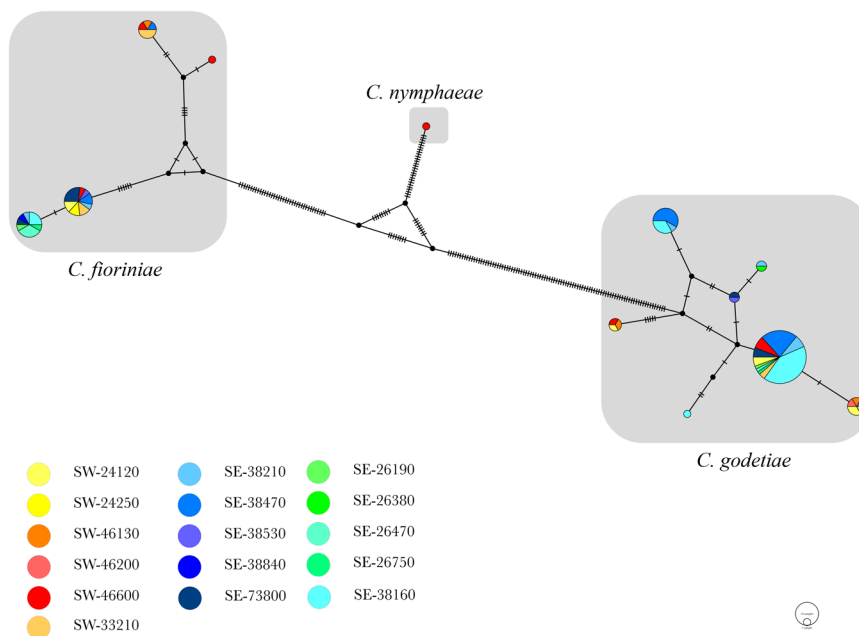 C. nymphaeae
C. fioriniae
C. godetiae
SW-24120
SW-24250
SW-46130
SW-46200
SW-46600
SW-33210
SE-38210
SE-38470
SE-38530
SE-38840
SE-73800
SE-26190
SE-26380
SE-26470
SE-26750
SE-38160